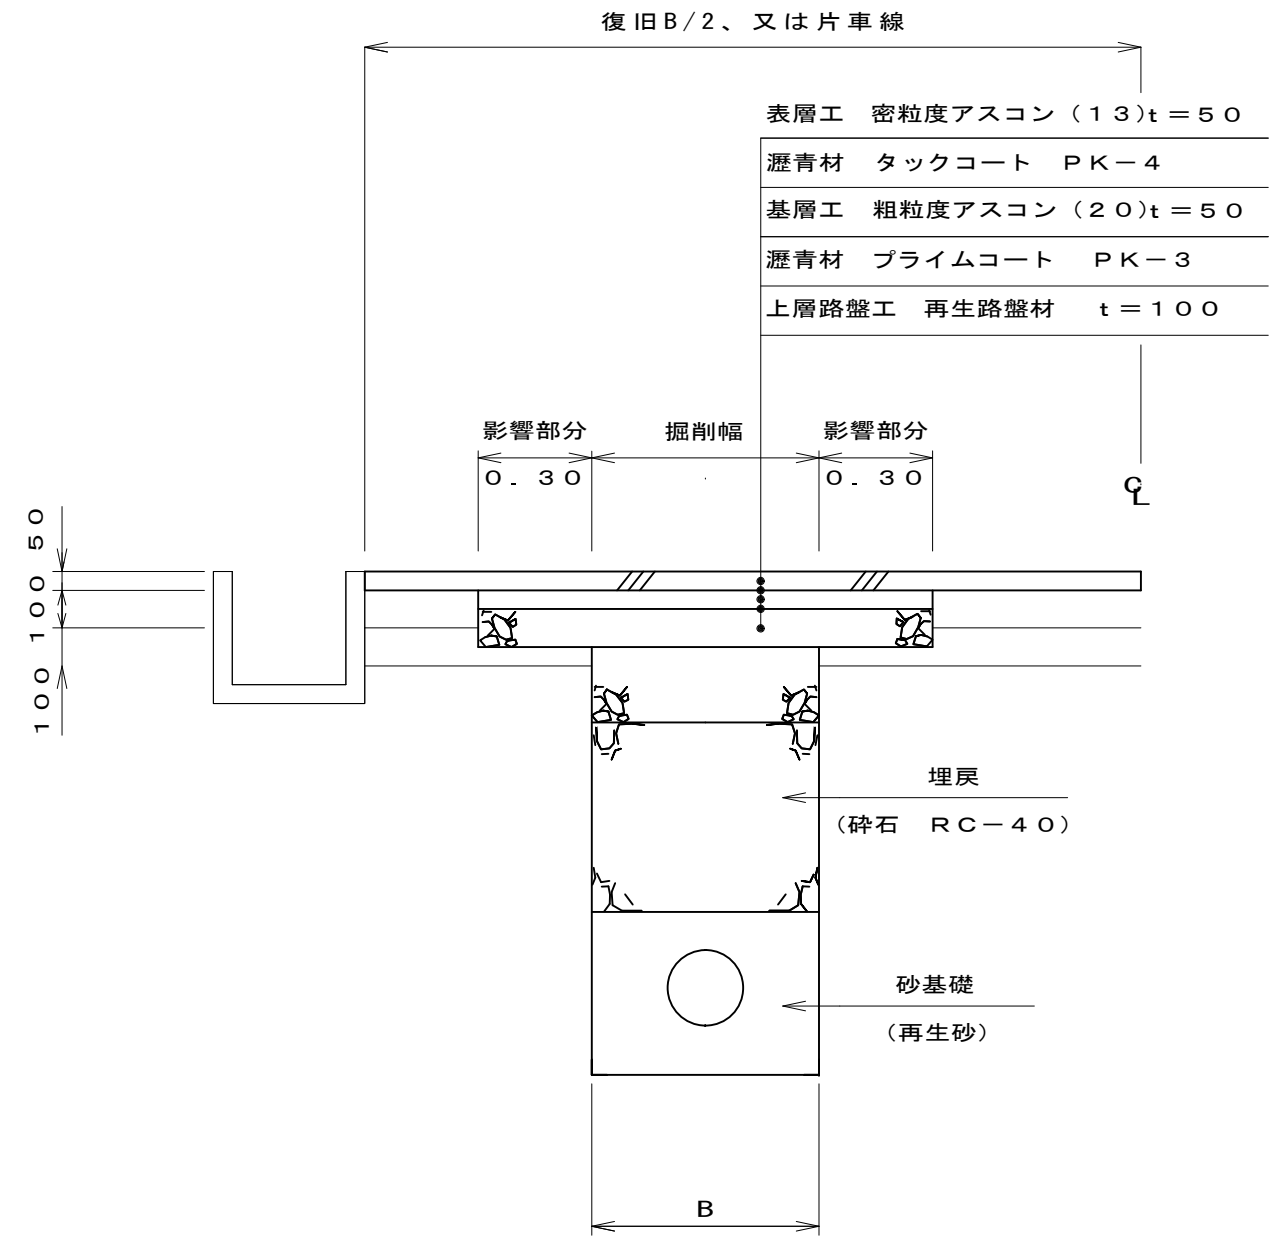 復旧B/2、又は片車線
表層工　密粒度アスコン（１３）t＝５０
瀝青材　タックコート　ＰＫ－４
基層工　粗粒度アスコン（２０）t＝５０
瀝青材　プライムコート　ＰＫ－３
上層路盤工　再生路盤材　t＝１００
影響部分　掘削幅　影響部分
０．３０　０．３０
CL
５０
１００
１００
埋戻
（砕石　ＲＣ－４０）
砂基礎
（再生砂）
B